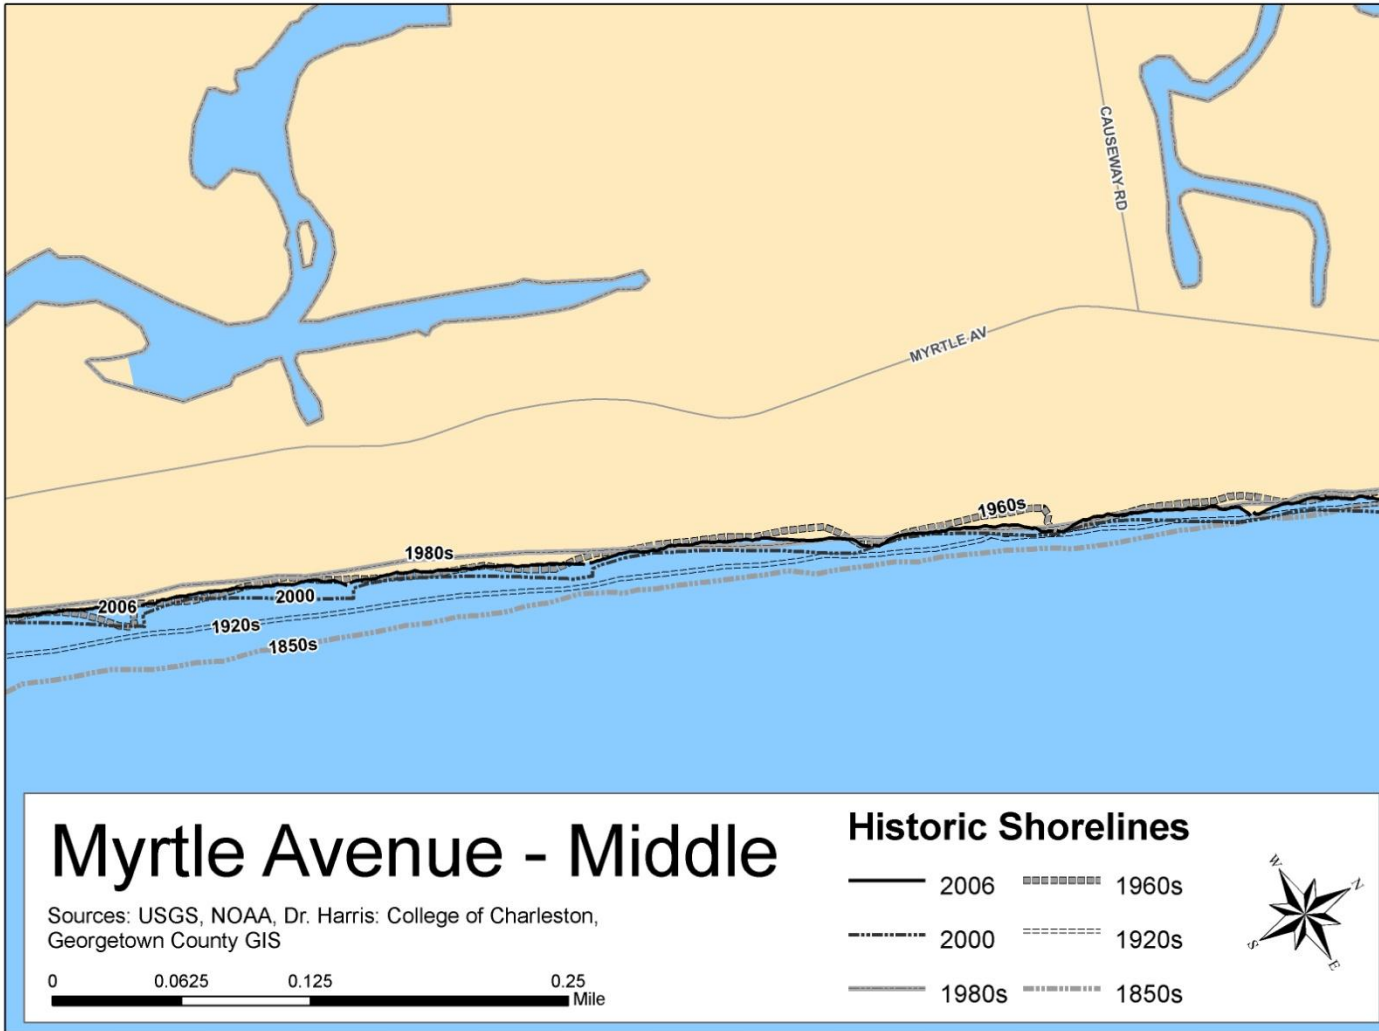 CAUSEWAY RD
MYRTLE AV
1960s
1980s
2006
2000
1920s
1850s
Myrtle Avenue - Middle
Sources: USGS, NOAA, Dr. Harris: College of Charleston,
Georgetown County GIS
0 0.0625 0.125 0.25
Mile
Historic Shorelines
2006 1960s
2000 1920s
1980s 1850s
W
N
S
E